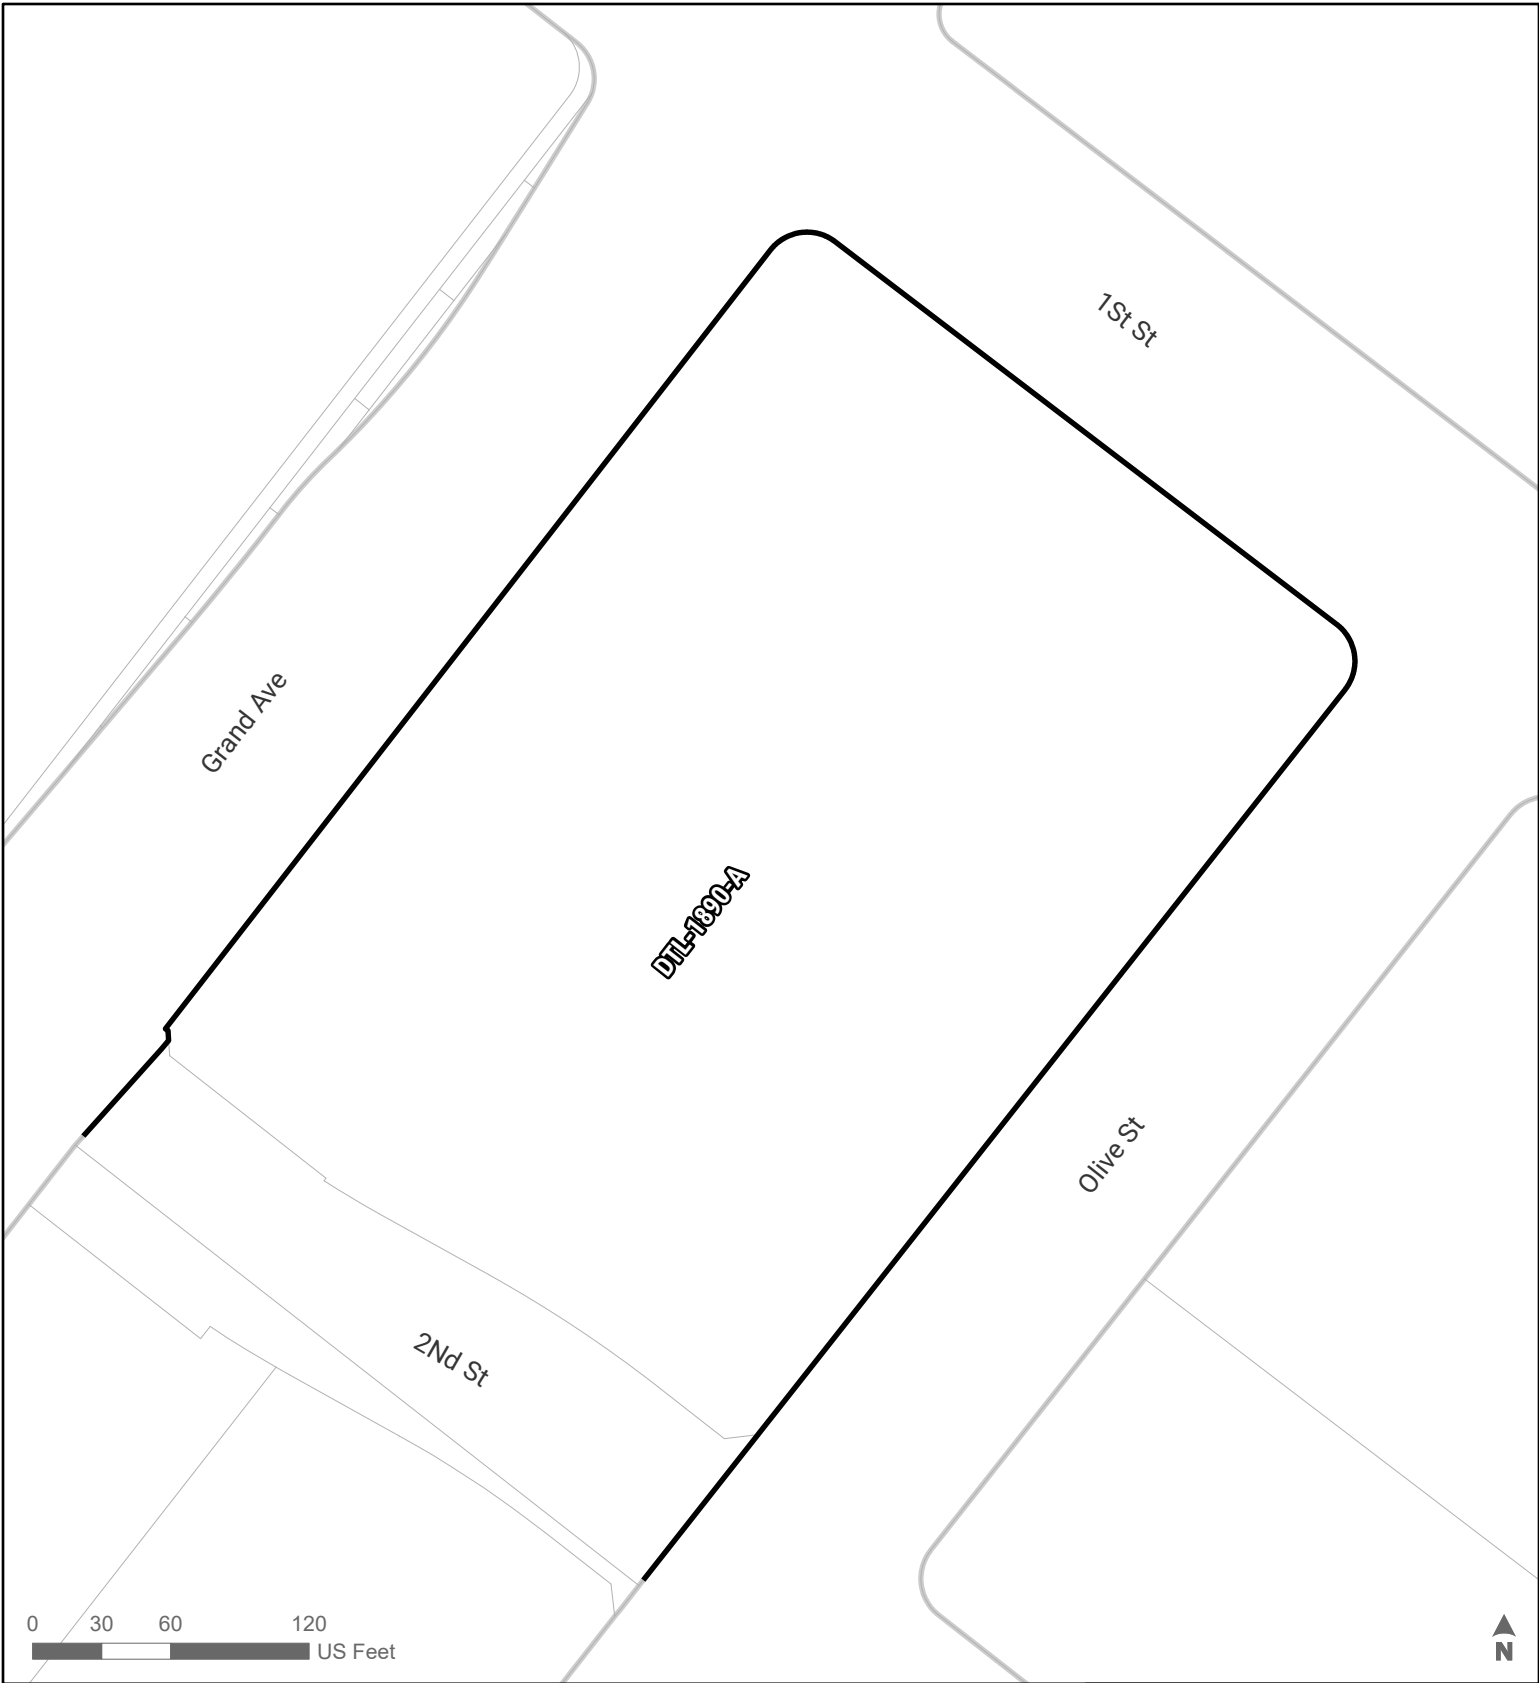 1St St
Grand Ave
DTL-1890-A
Olive St
2Nd St
0 30 60 120
US Feet
N